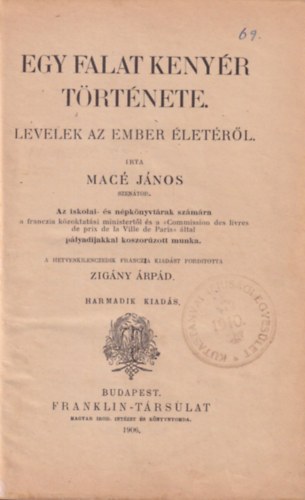 69.
EGY FALAT KENYÉR
TÖRTÉNETE.
LEVELEK AZ EMBER ÉLETÉRŐL.
IRTA
MACÉ JÁNOS
SZENÁTOR.
Az iskolai- és népkönyvtárak számára
a franczia közoktatási ministertől és a «Commission des livres
de prix de la Ville de Paris» által
pályadíjakkal koszorúzott munka.
A HETVENKILENCZEDIK FRANCZIA KIADÁST FORDÍTOTTA
ZIGÁNY ÁRPÁD.
HARMADIK KIADÁS.
1910
BUDAPEST.
FRANKLIN-TÁRSULAT
MAGYAR IROD. INTÉZET ÉS KÖNYVNYOMDA.
1906.